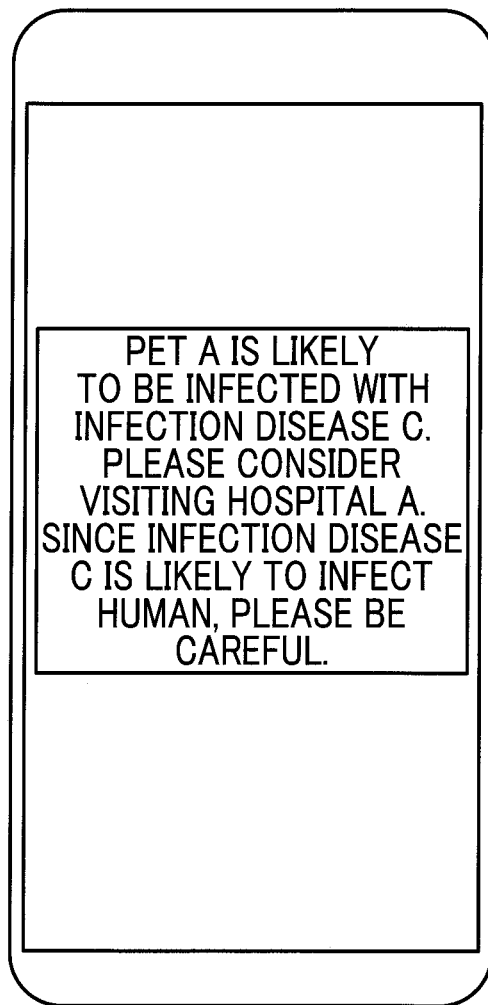 PET A IS LIKELY
TO BE INFECTED WITH
INFECTION DISEASE C.
PLEASE CONSIDER
VISITING HOSPITAL A.
SINCE INFECTION DISEASE
C IS LIKELY TO INFECT
HUMAN, PLEASE BE
CAREFUL.